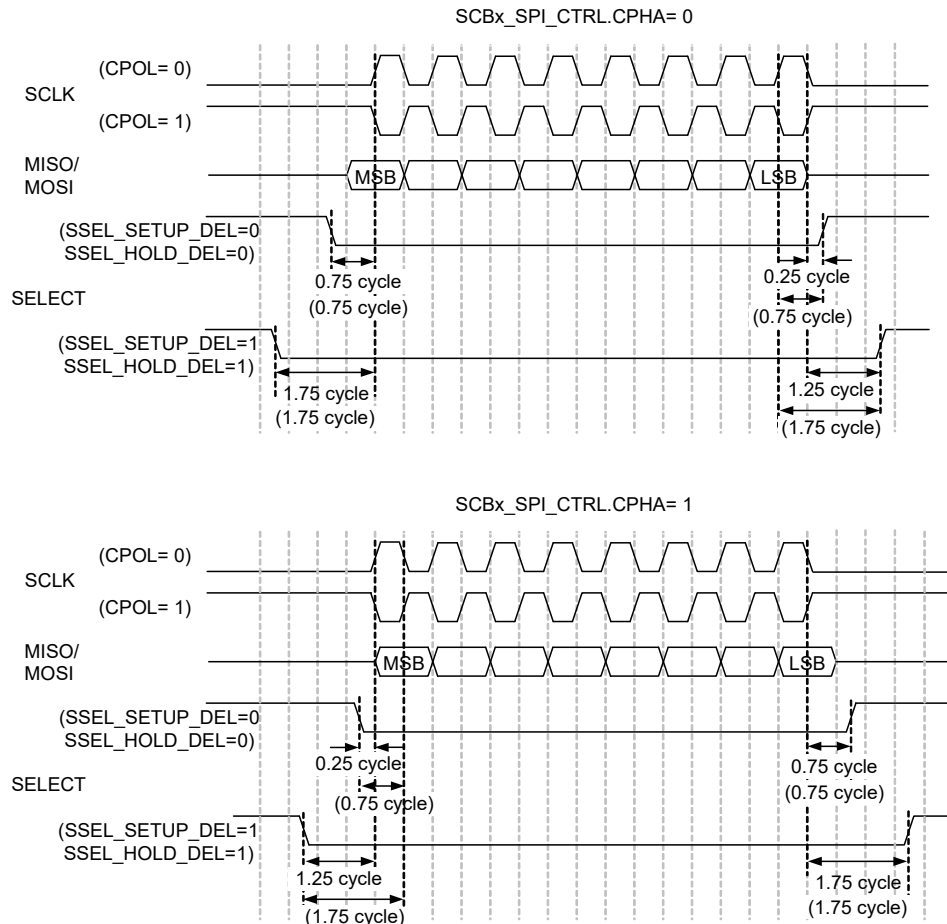 SCBx_SPI_CTRL.CPHA= 0
(CPOL= 0)
SCLK
(CPOL= 1)
MISO/
MOSI
MSB
LSB
(SSEL_SETUP_DEL=0
SSEL_HOLD_DEL=0)
0.75 cycle
(0.75 cycle)
0.25 cycle
(0.75 cycle)
SELECT
(SSEL_SETUP_DEL=1
SSEL_HOLD_DEL=1)
1.75 cycle
(1.75 cycle)
1.25 cycle
(1.75 cycle)
SCBx_SPI_CTRL.CPHA= 1
(CPOL= 0)
SCLK
(CPOL= 1)
MISO/
MOSI
MSB
LSB
(SSEL_SETUP_DEL=0
SSEL_HOLD_DEL=0)
0.25 cycle
(0.75 cycle)
0.75 cycle
(0.75 cycle)
SELECT
(SSEL_SETUP_DEL=1
SSEL_HOLD_DEL=1)
1.25 cycle
(1.75 cycle)
1.75 cycle
(1.75 cycle)